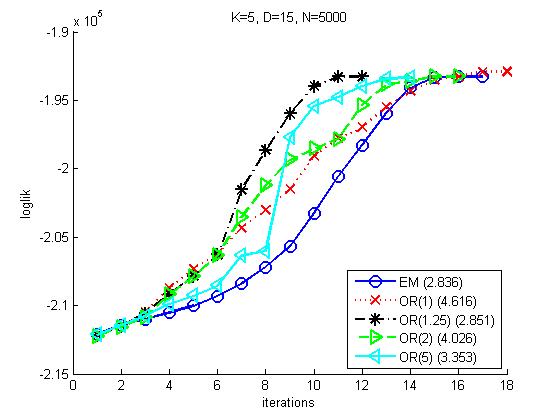 K=5, D=15, N=5000
x 10^5
-1.9
-195
-2
-2.05
-2.1
-2.15
loglik
0 2 4 6 8 10 12 14 16 18
iterations
EM (2.836)
OR(1) (4.616)
OR(1.25) (2.851)
OR(2) (4.026)
OR(5) (3.353)